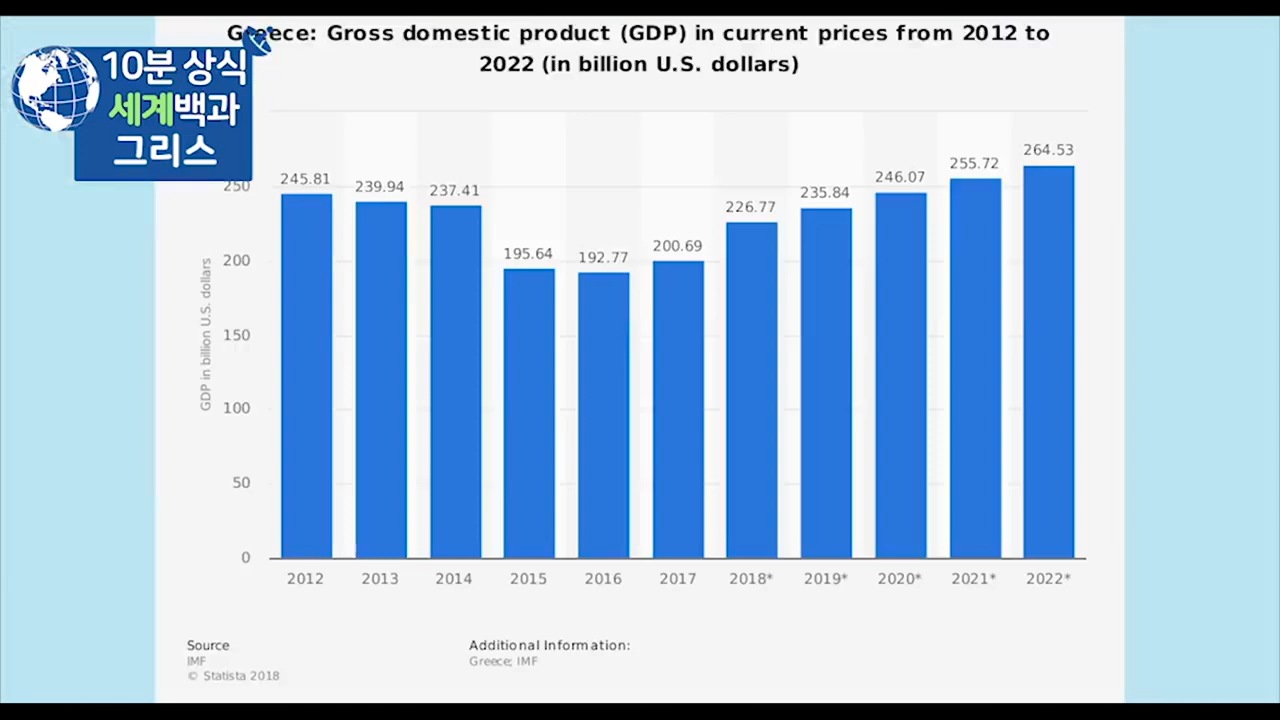 Greece: Gross domestic product (GDP) in current prices from 2012 to
2022 (in billion U.S. dollars)
10분 상식
세계백과
그리스
GDP in billion U.S. dollars
250
200
150
100
50
0
245.81
239.94
237.41
195.64
192.77
200.69
226.77
235.84
246.07
255.72
264.53
2012 2013 2014 2015 2016 2017 2018* 2019* 2020* 2021* 2022*
Source
IMF
© Statista 2018
Additional Information:
Greece; IMF